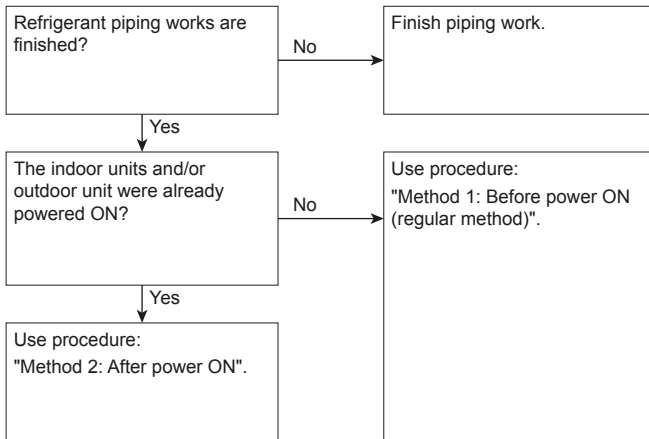 Refrigerant piping works are
finished?
No
Finish piping work.
Yes
The indoor units and/or
outdoor unit were already
powered ON?
No
Use procedure:
"Method 1: Before power ON
(regular method)".
Yes
Use procedure:
"Method 2: After power ON".